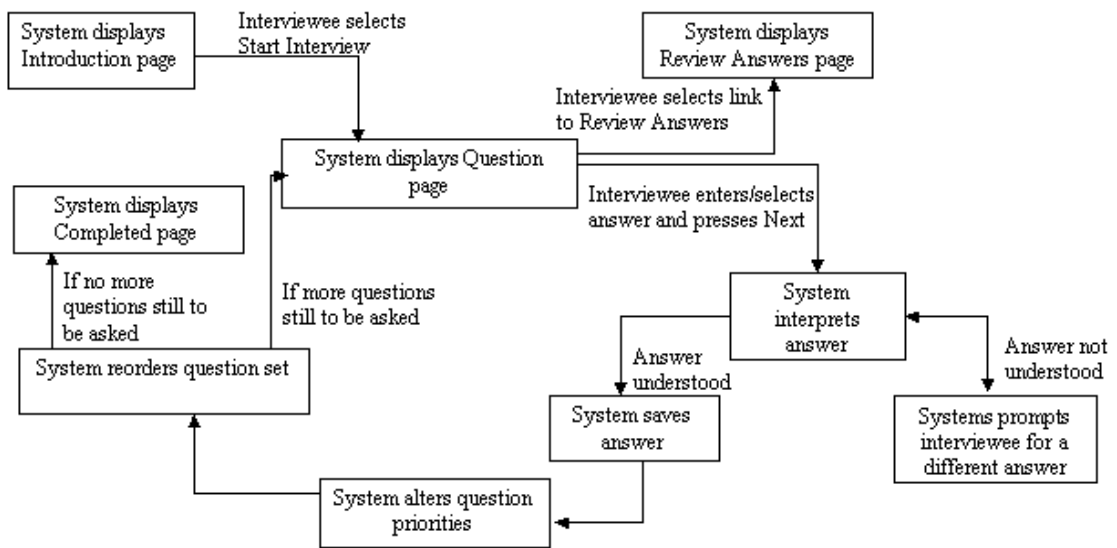 System displays
Introduction page
Interviewee selects
Start Interview
System displays
Review Answers page
Interviewee selects link
to Review Answers
System displays Question
page
Interviewee enters/selects
answer and presses Next
System displays
Completed page
If no more
questions still to
be asked
If more questions
still to be asked
System
interprets
answer
Answer
understood
Answer not
understood
System reorders question set
System saves
answer
Systems prompts
interviewee for a
different answer
System alters question
priorities